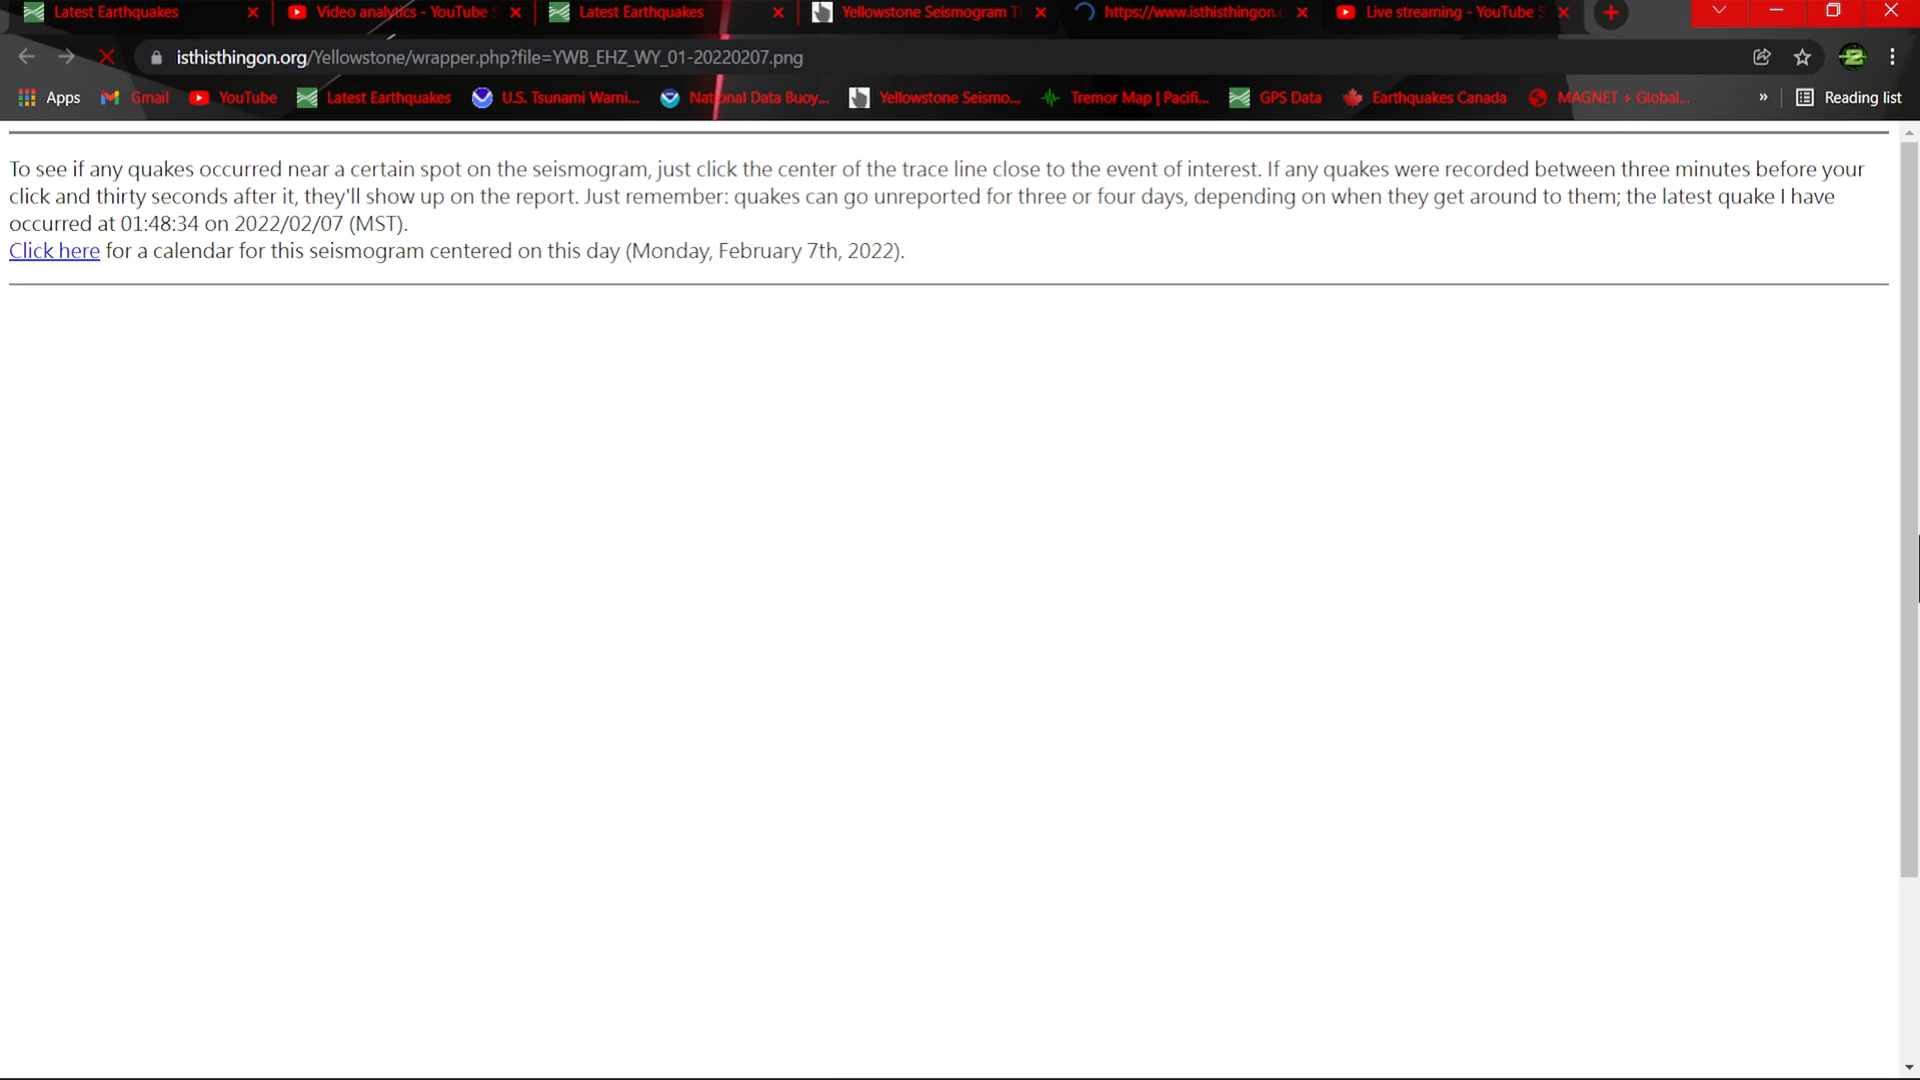 Latest Earthquakes
Video analytics - YouTube S
Latest Earthquakes
Yellowstone Seismogram T
https://www.isthisthingon.
Live streaming - YouTube S
isthisthingon.org/Yellowstone/wrapper.php?file=YWB_EHZ_WY_01-20220207.png
Apps Gmail YouTube Latest Earthquakes U.S. Tsunami Warni... National Data Buoy... Yellowstone Seismo... Tremor Map | Pacifi... GPS Data Earthquakes Canada MAGNET + Global... » Reading list
To see if any quakes occurred near a certain spot on the seismogram, just click the center of the trace line close to the event of interest. If any quakes were recorded between three minutes before your
click and thirty seconds after it, they'll show up on the report. Just remember: quakes can go unreported for three or four days, depending on when they get around to them; the latest quake I have
occurred at 01:48:34 on 2022/02/07 (MST).
Click here for a calendar for this seismogram centered on this day (Monday, February 7th, 2022).